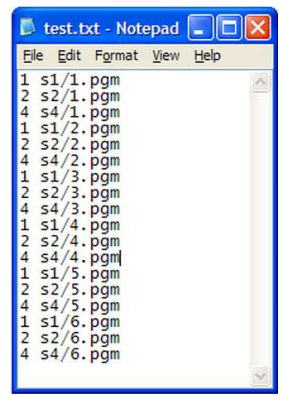 test.txt - Notepad
File Edit Format View Help
1 s1/1.pgm
2 s2/1.pgm
4 s4/1.pgm
1 s1/2.pgm
2 s2/2.pgm
4 s4/2.pgm
1 s1/3.pgm
2 s2/3.pgm
4 s4/3.pgm
1 s1/4.pgm
2 s2/4.pgm
4 s4/4.pgm
1 s1/5.pgm
2 s2/5.pgm
4 s4/5.pgm
1 s1/6.pgm
2 s2/6.pgm
4 s4/6.pgm